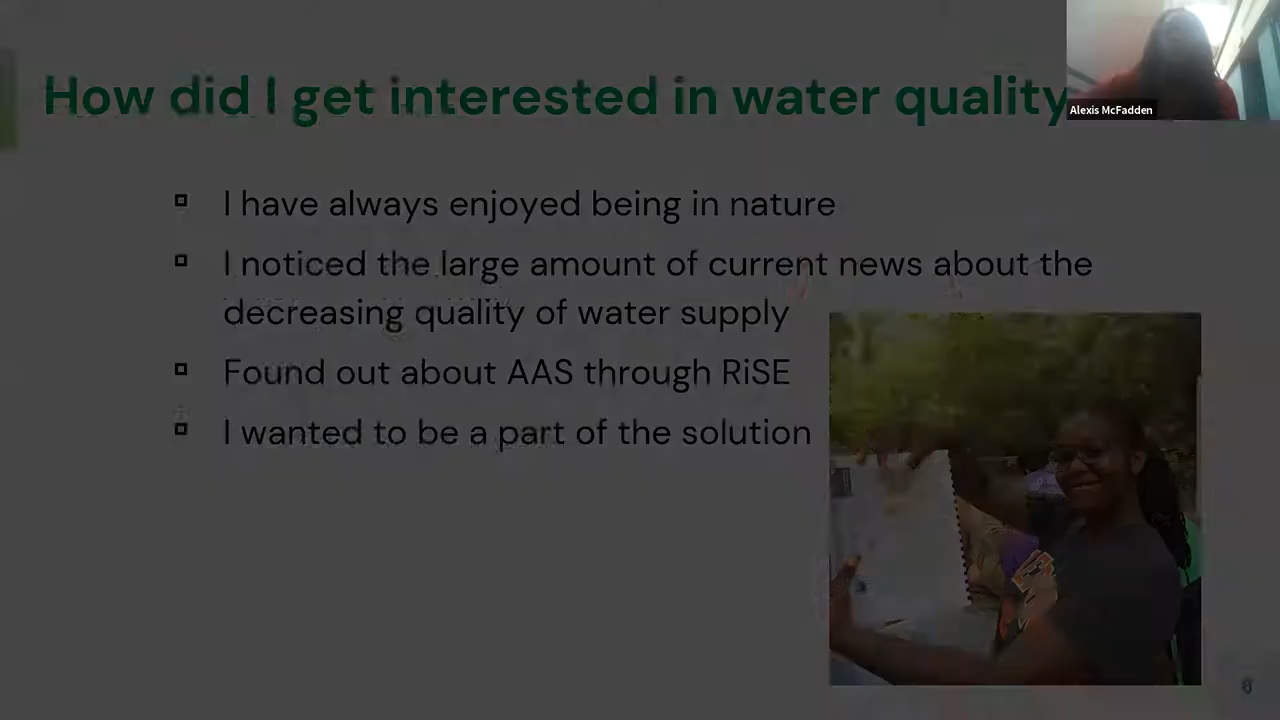 How did I get interested in water quality
Alexis McFadden
I have always enjoyed being in nature
I noticed the large amount of current news about the
decreasing quality of water supply
Found out about AAS through RiSE
I wanted to be a part of the solution